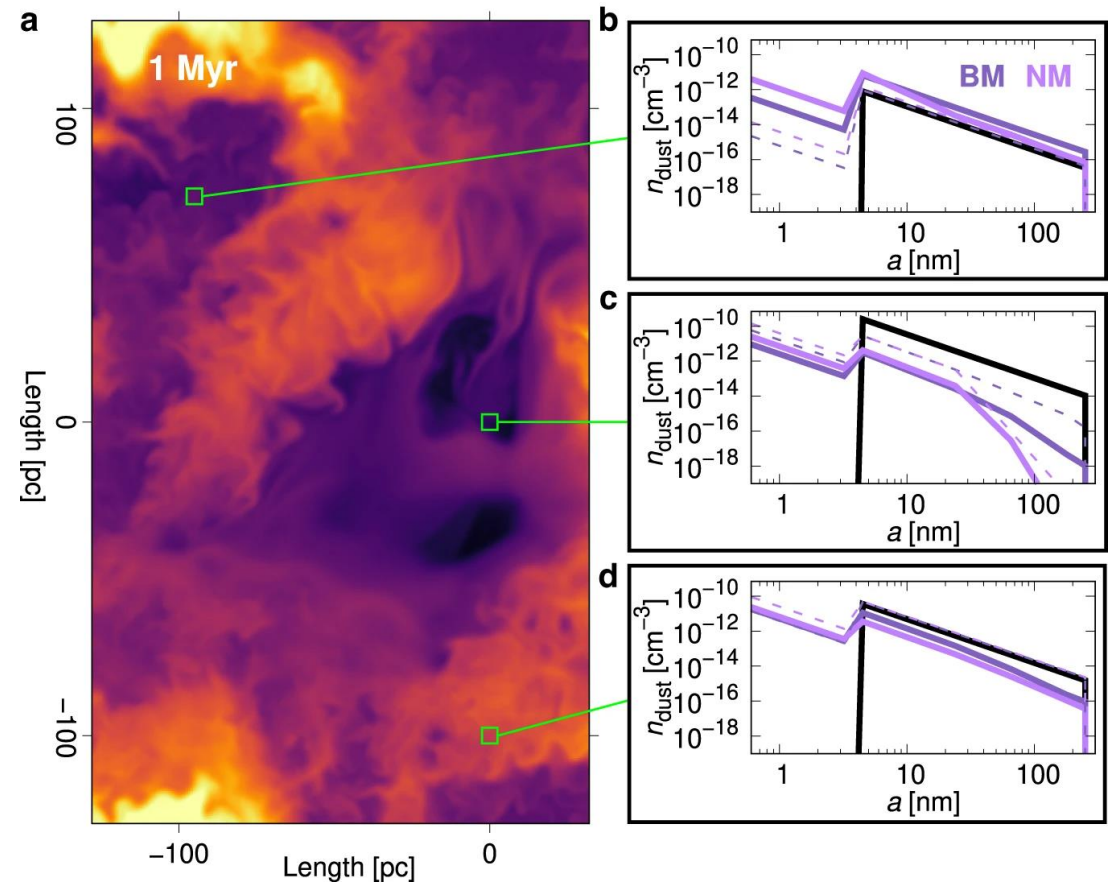 a
1 Myr
100
0
−100
Length [pc]
−100
0
Length [pc]
b
n_dust [cm⁻³]
10⁻¹⁰
10⁻¹²
10⁻¹⁴
10⁻¹⁶
10⁻¹⁸
BM NM
1
10
100
a [nm]
c
n_dust [cm⁻³]
10⁻¹⁰
10⁻¹²
10⁻¹⁴
10⁻¹⁶
10⁻¹⁸
1
10
100
a [nm]
d
n_dust [cm⁻³]
10⁻¹⁰
10⁻¹²
10⁻¹⁴
10⁻¹⁶
10⁻¹⁸
1
10
100
a [nm]